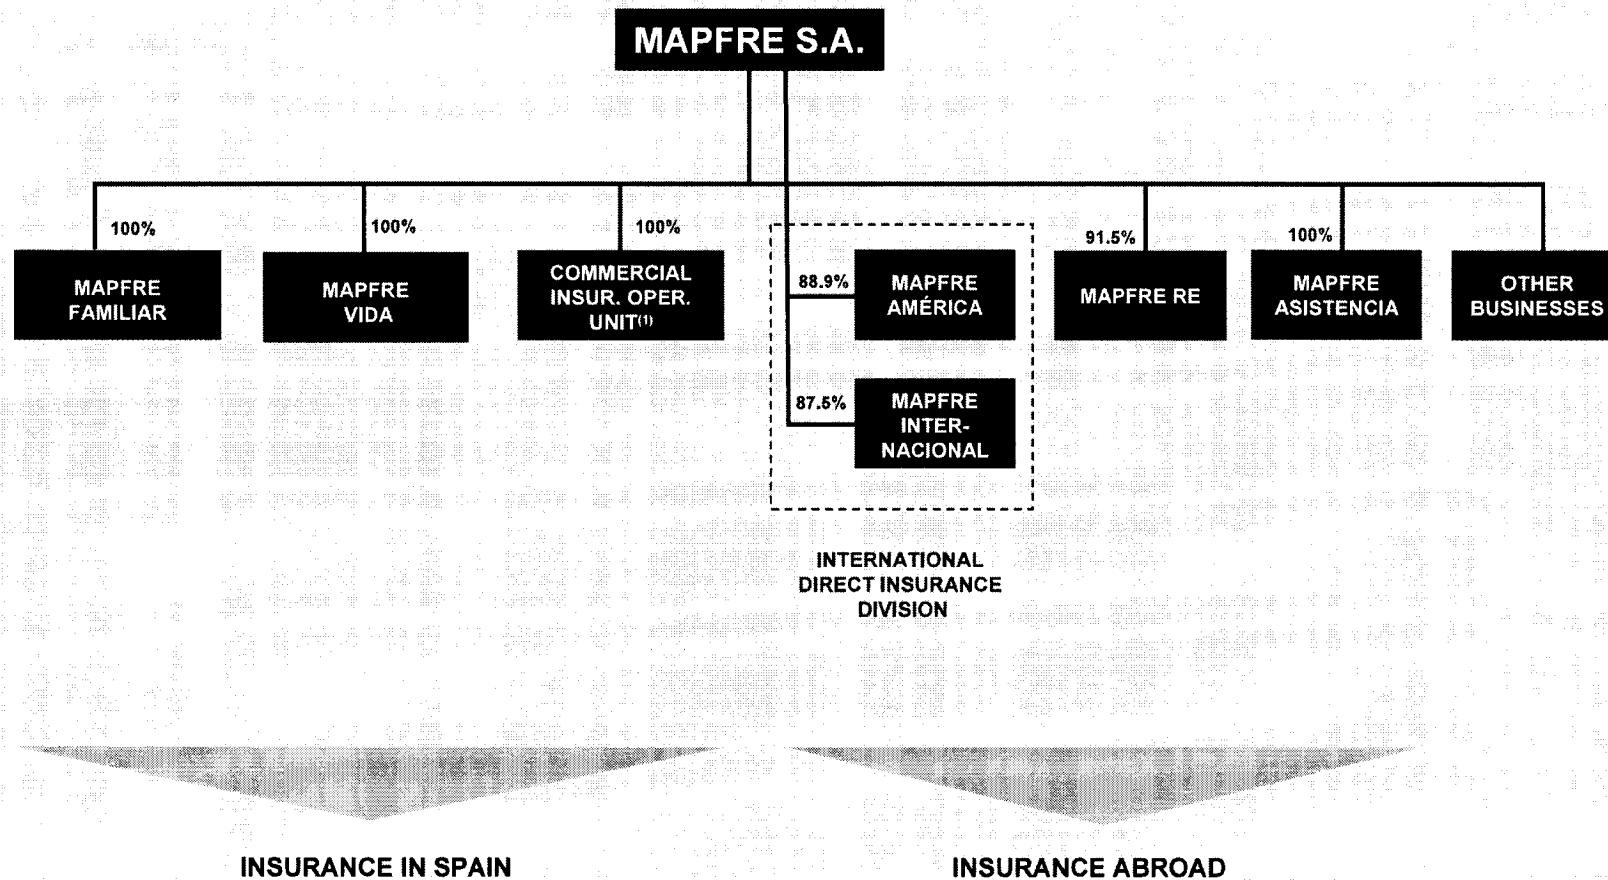 MAPFRE S.A.
100%
100%
100%
88.9%
87.5%
91.5%
100%
MAPFRE
FAMILIAR
MAPFRE
VIDA
COMMERCIAL
INSUR. OPER.
UNIT(1)
MAPFRE
AMÉRICA
MAPFRE
INTER-
NACIONAL
MAPFRE RE
MAPFRE
ASISTENCIA
OTHER
BUSINESSES
INTERNATIONAL
DIRECT INSURANCE
DIVISION
INSURANCE IN SPAIN
INSURANCE ABROAD